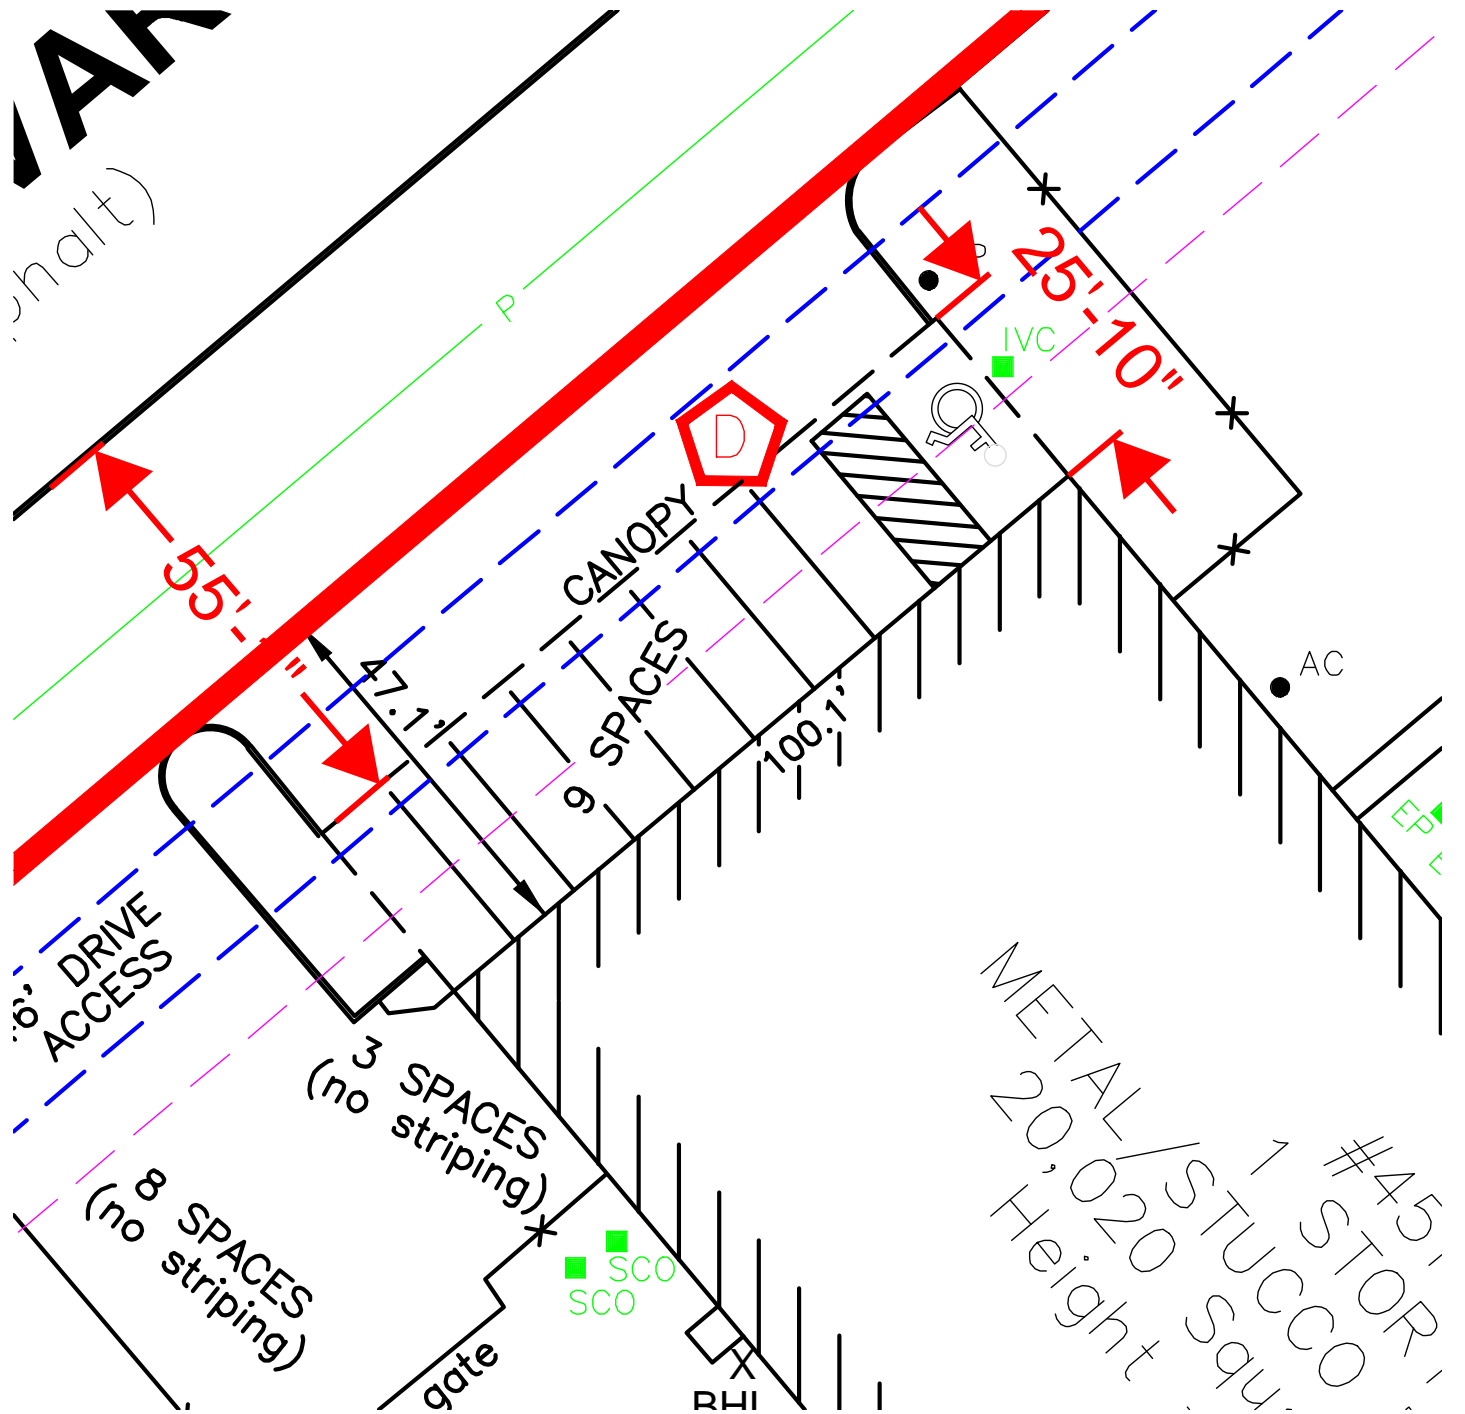 halt)
P
25'-10"
IVC
D
CANOPY
55'- "
47.1'
9 SPACES
100.1'
AC
EP
DRIVE
ACCESS
3 SPACES
(no striping)
8 SPACES
(no striping)
SCO
SCO
gate
X
METAL/STUCCO
1 STOR
20,020 Squ
#45
Height